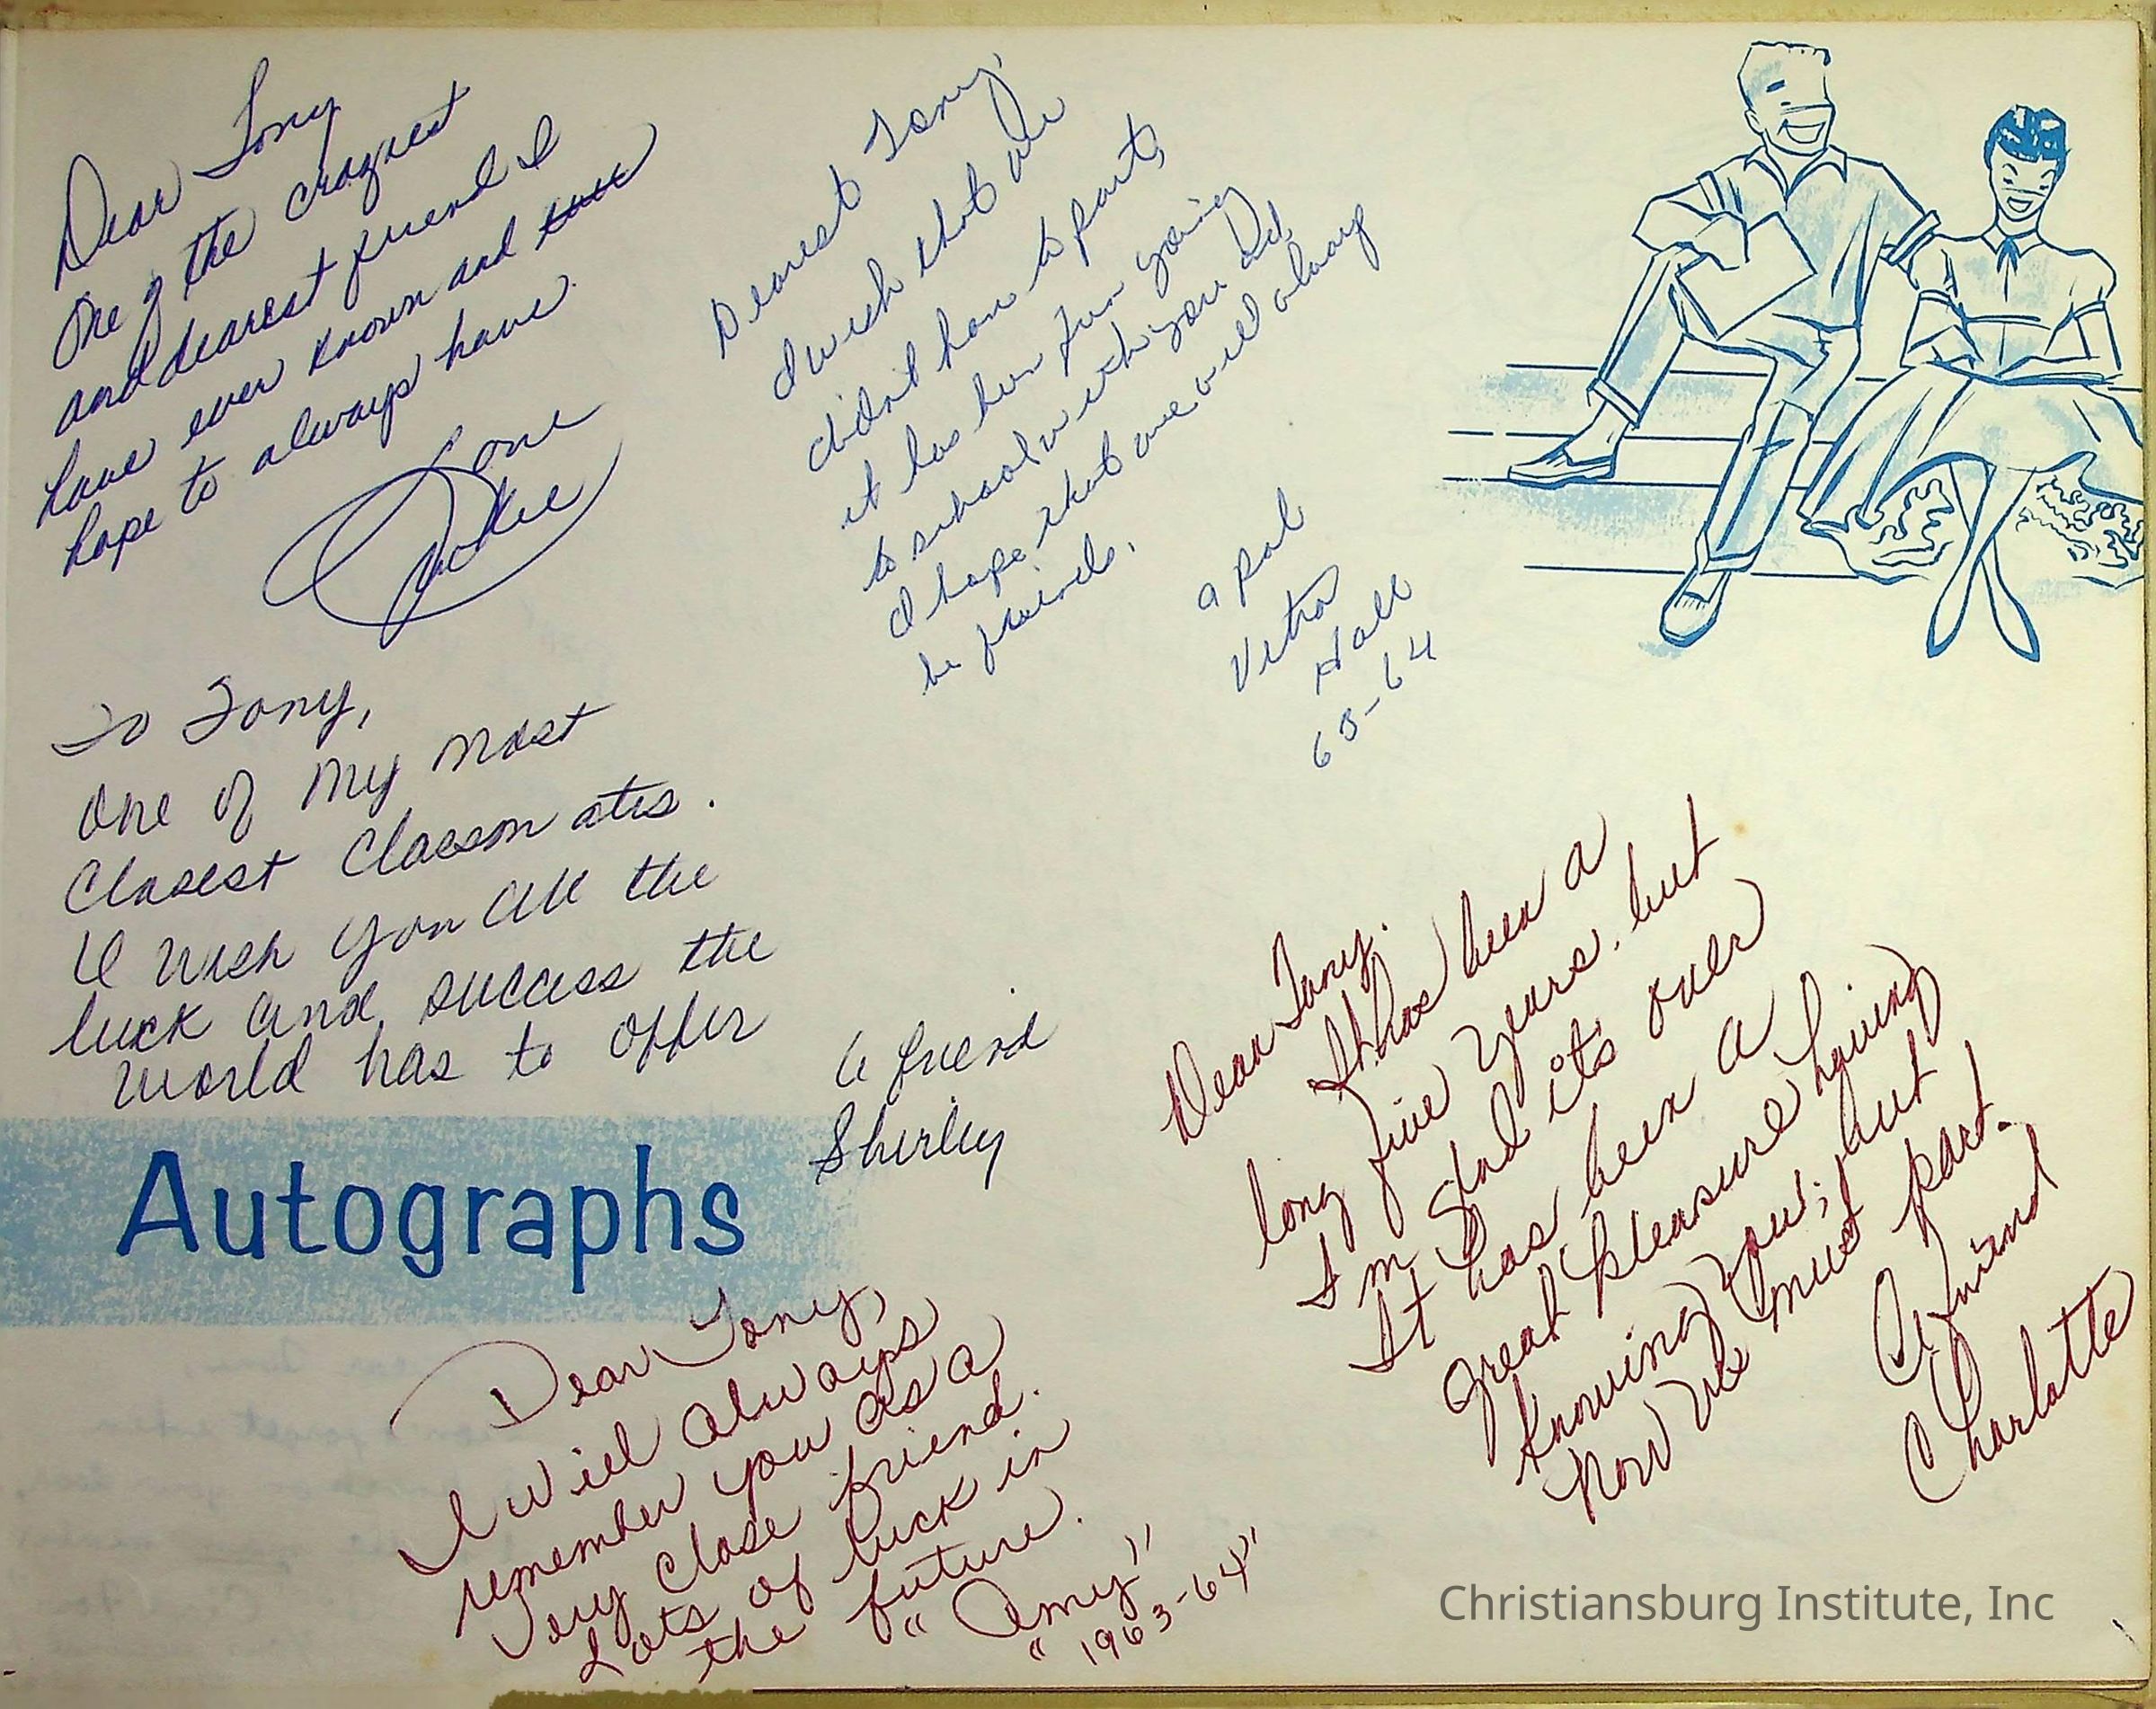 Dear Tony
One of the craziest
and dearest friend I
have ever known and
hope to always have.
Love
Jackie
Dearest Tony,
I wish that we
didn't have to part,
it has been fun going
to school with you and
I hope that we will alway
be friends.
a pal
Hall
63-64
To Tony,
One of My most
Closest Classmates.
I wish you all the
luck and success the
world has to offer
A friend
Shirley
Autographs
Dear Tony,
It has been a
long five years, but
I'm glad its over
It has been a
great pleasure having
knowing you; but
now we must part.
A friend
Charlotte
Dear Tony,
I will always
remember you as a
very close friend.
Lots of luck in
the future.
"Amy"
"1963-64"
Christiansburg Institute, Inc